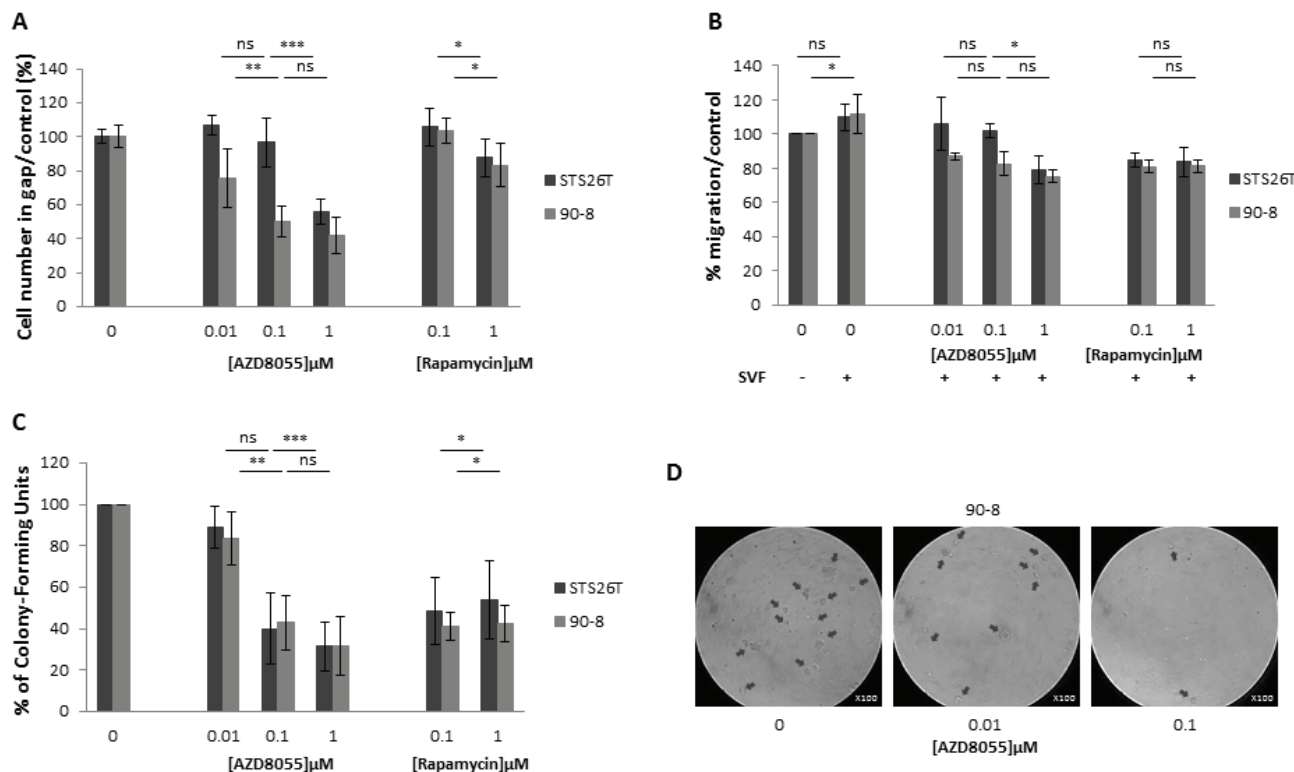 A
ns ***
** ns
*
*
Cell number in gap/control (%)
140
120
100
80
60
40
20
0
STS26T
90-8
0 0.01 0.1 1 0.1 1
[AZD8055]μM [Rapamycin]μM
B
ns
*
ns *
ns ns
ns
ns
% migration/control
140
120
100
80
60
40
20
0
STS26T
90-8
0 0 0.01 0.1 1 0.1 1
[AZD8055]μM [Rapamycin]μM
SVF - + + + + + +
C
ns ***
** ns
*
*
% of Colony-Forming Units
120
100
80
60
40
20
0
STS26T
90-8
0 0.01 0.1 1 0.1 1
[AZD8055]μM [Rapamycin]μM
D
90-8
X100 X100 X100
0 0.01 0.1
[AZD8055]μM